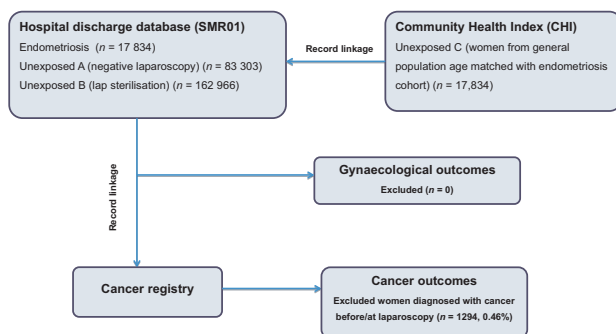 Hospital discharge database (SMR01)
Endometriosis (n = 17 834)
Unexposed A (negative laparoscopy) (n = 83 303)
Unexposed B (lap sterilisation) (n = 162 966)
Record linkage
Community Health Index (CHI)
Unexposed C (women from general
population age matched with endometriosis
cohort) (n = 17,834)
Record linkage
Gynaecological outcomes
Excluded (n = 0)
Cancer registry
Cancer outcomes
Excluded women diagnosed with cancer
before/at laparoscopy (n = 1294, 0.46%)